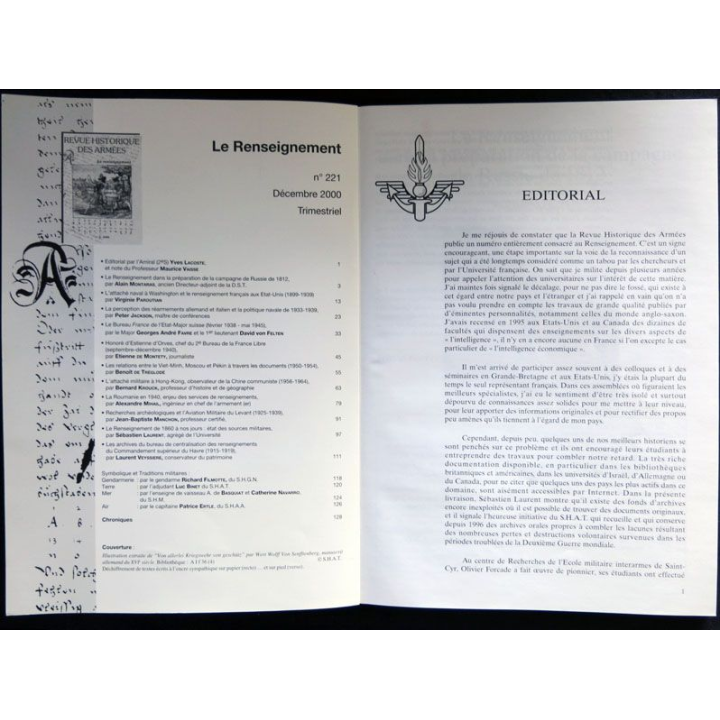 REVUE HISTORIQUE
DES ARMÉES
Le Renseignement
n° 221
Décembre 2000
Trimestriel
• Editorial par l'Amiral (2ᵉS) YVES LACOSTE,
et note du Professeur MAURICE VAISSE 1
• Le Renseignement dans la préparation de la campagne de Russie de 1812,
par ALAIN MONTARRAS, ancien Directeur-adjoint de la D.S.T. 3
• L'attaché naval à Washington et le renseignement français aux Etat-Unis (1899-1939)
par VIRGINIE PAROUTIAN 13
• La perception des réarmements allemand et italien et la politique navale de 1933-1939,
par PETER JACKSON, maître de conférences 23
• Le Bureau France de l'Etat-Major suisse (février 1938 - mai 1945),
par le Major GEORGES ANDRÉ FAVRE et le 1ᵉʳ lieutenant DAVID VON FELTEN 33
• Honoré d'Estienne d'Orves, chef du 2ᵉ Bureau de la France Libre
(septembre-décembre 1940),
par ETIENNE DE MONTETY, journaliste 45
• Les relations entre le Viet-Minh, Moscou et Pékin à travers les documents (1950-1954),
par BENOÎT DE TRÉGLODÉ 55
• L'attaché militaire à Hong-Kong, observateur de la Chine communiste (1958-1964),
par BERNARD KROUCK, professeur d'histoire et de géographie 63
• La Roumanie en 1940, enjeu des services de renseignements,
par ALEXANDRE MIHAIL, ingénieur en chef de l'armement (er) 79
• Recherches archéologiques et l'Aviation Militaire du Levant (1925-1939),
par JEAN-BAPTISTE MANCHON, professeur certifié, 91
• Le Renseignement de 1860 à nos jours : état des sources militaires,
par SÉBASTIEN LAURENT, agrégé de l'Université 97
• Les archives du bureau de centralisation des renseignements
du Commandement supérieur du Havre (1915-1919),
par LAURENT VEYSSIÈRE, conservateur du patrimoine 111
Symbolique et Traditions militaires :
Gendarmerie : par le gendarme RICHARD FILMOTTE, du S.H.G.N. 118
Terre : par l'adjudant LUC BINET du S.H.A.T. 120
Mer : par l'enseigne de vaisseau A. DE BASQUIAT et CATHERINE NAVARRO,
du S.H.M. 124
Air : par le capitaine PATRICE ERTLÉ, du S.H.A.A. 126
Chroniques 129
Couverture :
© S.H.A.T.
EDITORIAL
Je me réjouis de constater que la Revue Historique des Armées
publie un numéro entièrement consacré au Renseignement. C'est un signe
encourageant, une étape importante sur la voie de la reconnaissance d'un
sujet qui a été longtemps considéré comme un tabou par les chercheurs et
par l'Université française. On sait que je milite depuis plusieurs années
pour appeler l'attention des universitaires sur l'intérêt de cette matière.
J'ai maintes fois signalé le décalage, pour ne pas dire le fossé, qui existe
à cet égard entre notre pays et l'étranger et j'ai rappelé en vain qu'on n'a
pas voulu prendre en compte les travaux de grande qualité publiés par
d'éminentes personnalités, notamment celles du monde anglo-saxon.
J'avais recensé en 1995 aux Etats-Unis et au Canada des dizaines de
facultés qui dispensent des enseignements sur les divers aspects de
« l'intelligence », il n'y en a encore aucune en France si l'on excepte le cas
particulier de « l'intelligence économique ».
Il m'est arrivé de participer assez souvent à des colloques et à des
séminaires en Grande-Bretagne et aux Etats-Unis, j'y étais la plupart du
temps le seul représentant français. Dans ces assemblées où figuraient les
meilleurs spécialistes, j'ai eu le sentiment d'être très isolé et surtout
dépourvu de connaissances assez solides pour me mettre à leur niveau,
pour leur apporter des informations originales et pour rectifier des propos
peu amènes qu'ils tiennent à l'égard de mon pays.
Cependant, depuis peu, quelques uns de nos meilleurs historiens se
sont penchés sur ce problème et ils ont encouragé leurs étudiants à
entreprendre des travaux pour combler notre retard. La très riche
documentation disponible, en particulier dans les bibliothèques
britanniques et américaines, dans les universités d'Israël, d'Allemagne ou
du Canada, pour ne citer que quelques uns des pays les plus actifs dans ce
domaine, sont aisément accessibles par Internet. Dans la présente
livraison, Sébastien Laurent montre qu'il existe des fonds d'archives
encore inexploités où il est possible de trouver des documents originaux,
et il signale l'heureuse initiative du S.H.A.T. qui recueille et qui conserve
depuis 1996 des archives orales propres à combler les lacunes résultant
des nombreuses pertes et destructions volontaires survenues dans les
périodes troublées de la Deuxième Guerre mondiale.
Au centre de Recherches de l'Ecole militaire interarmes de Saint-
Cyr, Olivier Forcade a fait œuvre de pionnier, ses étudiants ont effectué
1